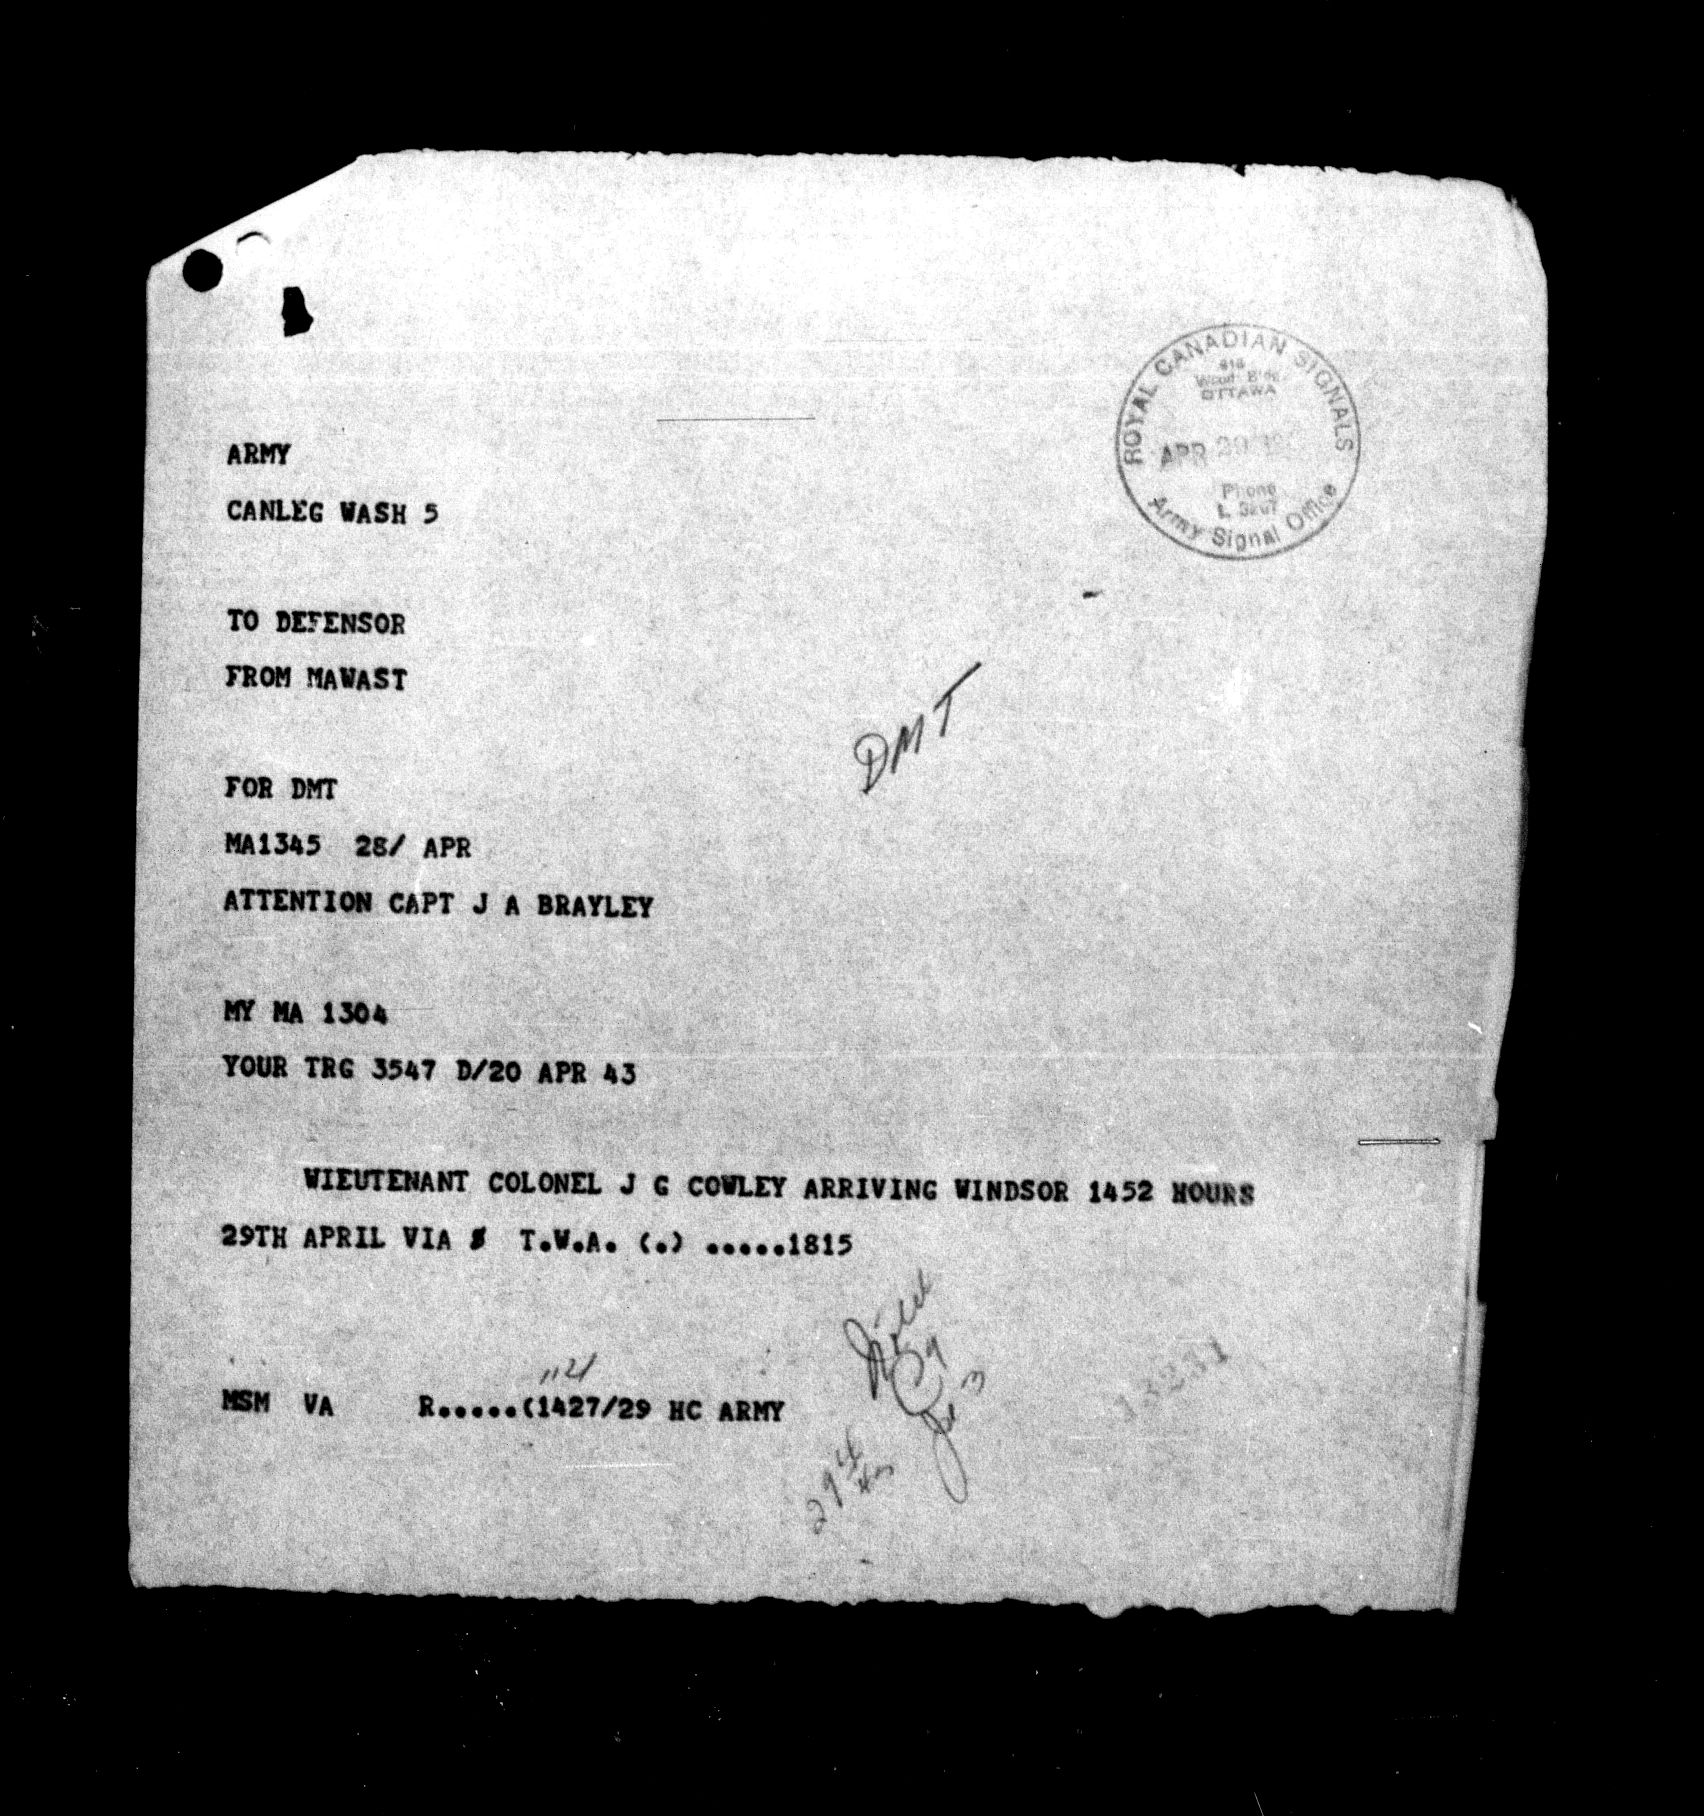 ROYAL CANADIAN SIGNALS
OTTAWA
APR 29
Phone
Army Signal Office
ARMY
CANLEG WASH 5
TO DEFENSOR
FROM MAWAST
DMT
FOR DMT
MA1345 28/ APR
ATTENTION CAPT J A BRAYLEY
MY MA 1304
YOUR TRG 3547 D/20 APR 43
WIEUTENANT COLONEL J G COWLEY ARRIVING WINDSOR 1452 HOURS
29TH APRIL VIA T.W.A. (.) .....1815
MSM VA R.....(1427/29 HC ARMY